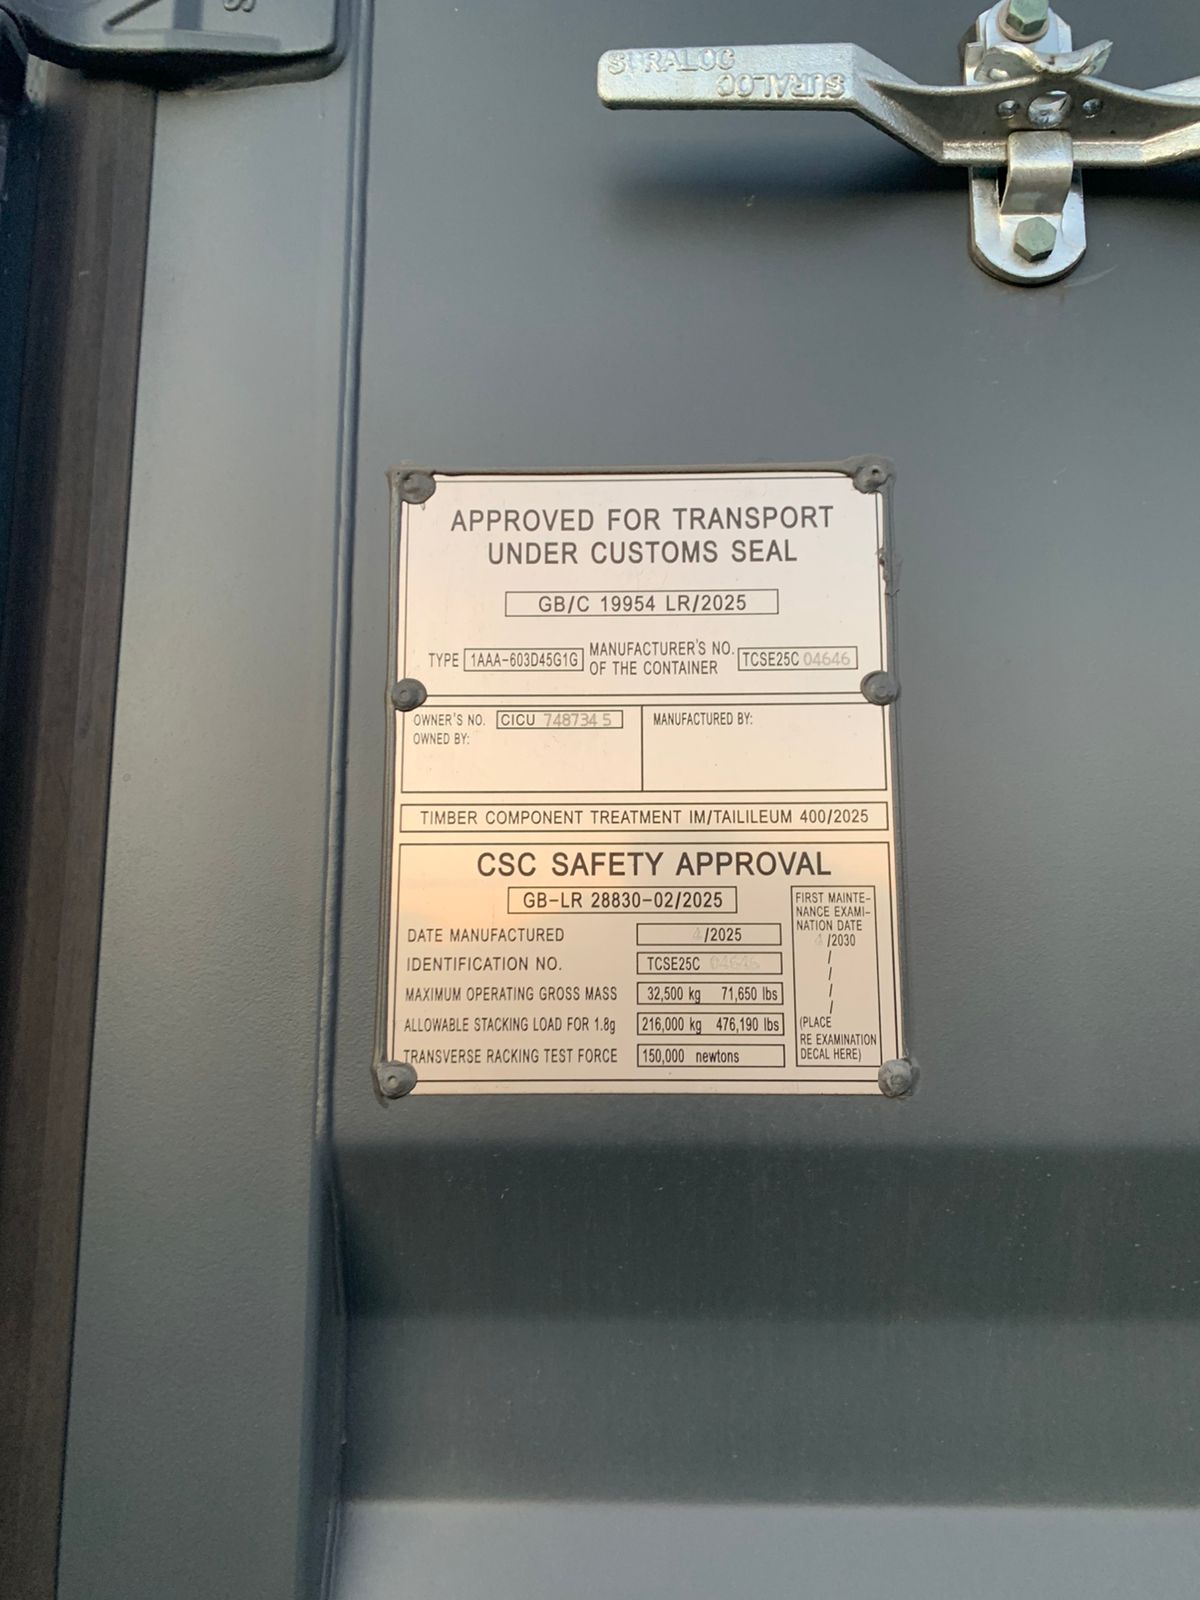 S
SURALOC
SURALOC
APPROVED FOR TRANSPORT
UNDER CUSTOMS SEAL
GB/C 19954 LR/2025
TYPE 1AAA-603D45G1G MANUFACTURER'S NO. OF THE CONTAINER TCSE25C 04646
OWNER'S NO. CICU 748734 5
OWNED BY:
MANUFACTURED BY:
TIMBER COMPONENT TREATMENT IM/TAILILEUM 400/2025
CSC SAFETY APPROVAL
GB-LR 28830-02/2025
DATE MANUFACTURED 4/2025
IDENTIFICATION NO. TCSE25C 04646
MAXIMUM OPERATING GROSS MASS 32,500 kg 71,650 lbs
ALLOWABLE STACKING LOAD FOR 1.8g 216,000 kg 476,190 lbs
TRANSVERSE RACKING TEST FORCE 150,000 newtons
FIRST MAINTE-
NANCE EXAMI-
NATION DATE
4/2030
/
/
/
/
(PLACE
RE EXAMINATION
DECAL HERE)